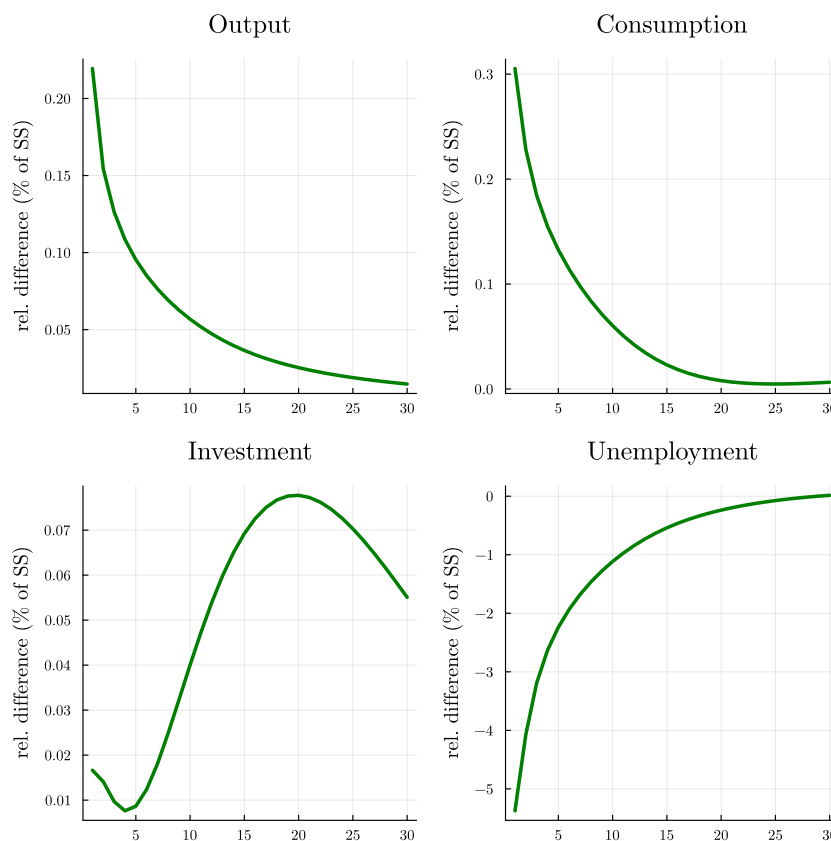 Output
rel. difference (% of SS)
0.20
0.15
0.10
0.05
5 10 15 20 25 30
Consumption
rel. difference (% of SS)
0.3
0.2
0.1
0.0
5 10 15 20 25 30
Investment
rel. difference (% of SS)
0.07
0.06
0.05
0.04
0.03
0.02
0.01
5 10 15 20 25 30
Unemployment
rel. difference (% of SS)
0
−1
−2
−3
−4
−5
5 10 15 20 25 30